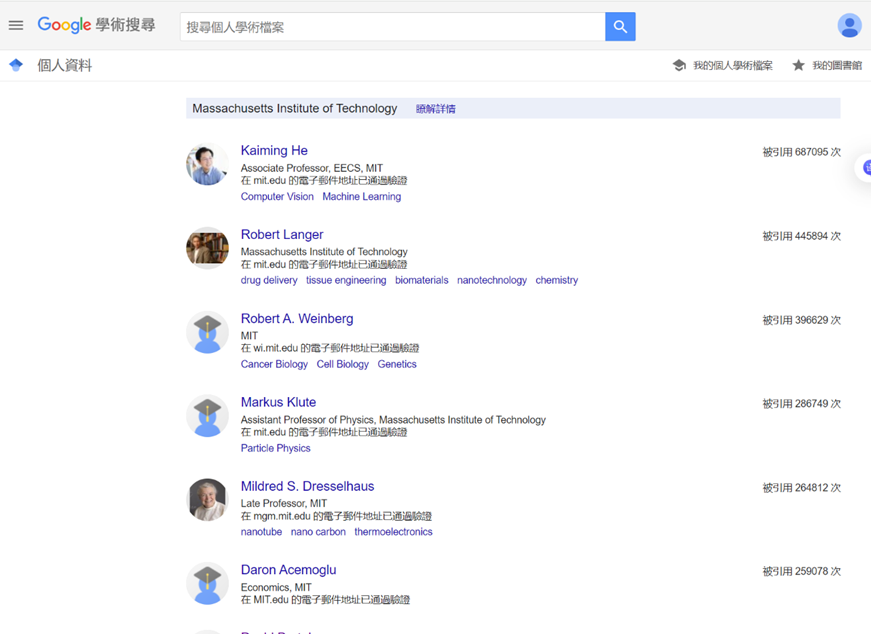 Google 學術搜尋
搜尋個人學術檔案
個人資料
我的個人學術檔案
我的圖書館
Massachusetts Institute of Technology 瞭解詳情
Kaiming He
被引用 687095 次
Associate Professor, EECS, MIT
在 mit.edu 的電子郵件地址已通過驗證
Computer Vision Machine Learning
Robert Langer
被引用 445894 次
Massachusetts Institute of Technology
在 mit.edu 的電子郵件地址已通過驗證
drug delivery tissue engineering biomaterials nanotechnology chemistry
Robert A. Weinberg
被引用 396629 次
MIT
在 wi.mit.edu 的電子郵件地址已通過驗證
Cancer Biology Cell Biology Genetics
Markus Klute
被引用 286749 次
Assistant Professor of Physics, Massachusetts Institute of Technology
在 mit.edu 的電子郵件地址已通過驗證
Particle Physics
Mildred S. Dresselhaus
被引用 264812 次
Late Professor, MIT
在 mgm.mit.edu 的電子郵件地址已通過驗證
nanotube nano carbon thermoelectronics
Daron Acemoglu
被引用 259078 次
Economics, MIT
在 MIT.edu 的電子郵件地址已通過驗證